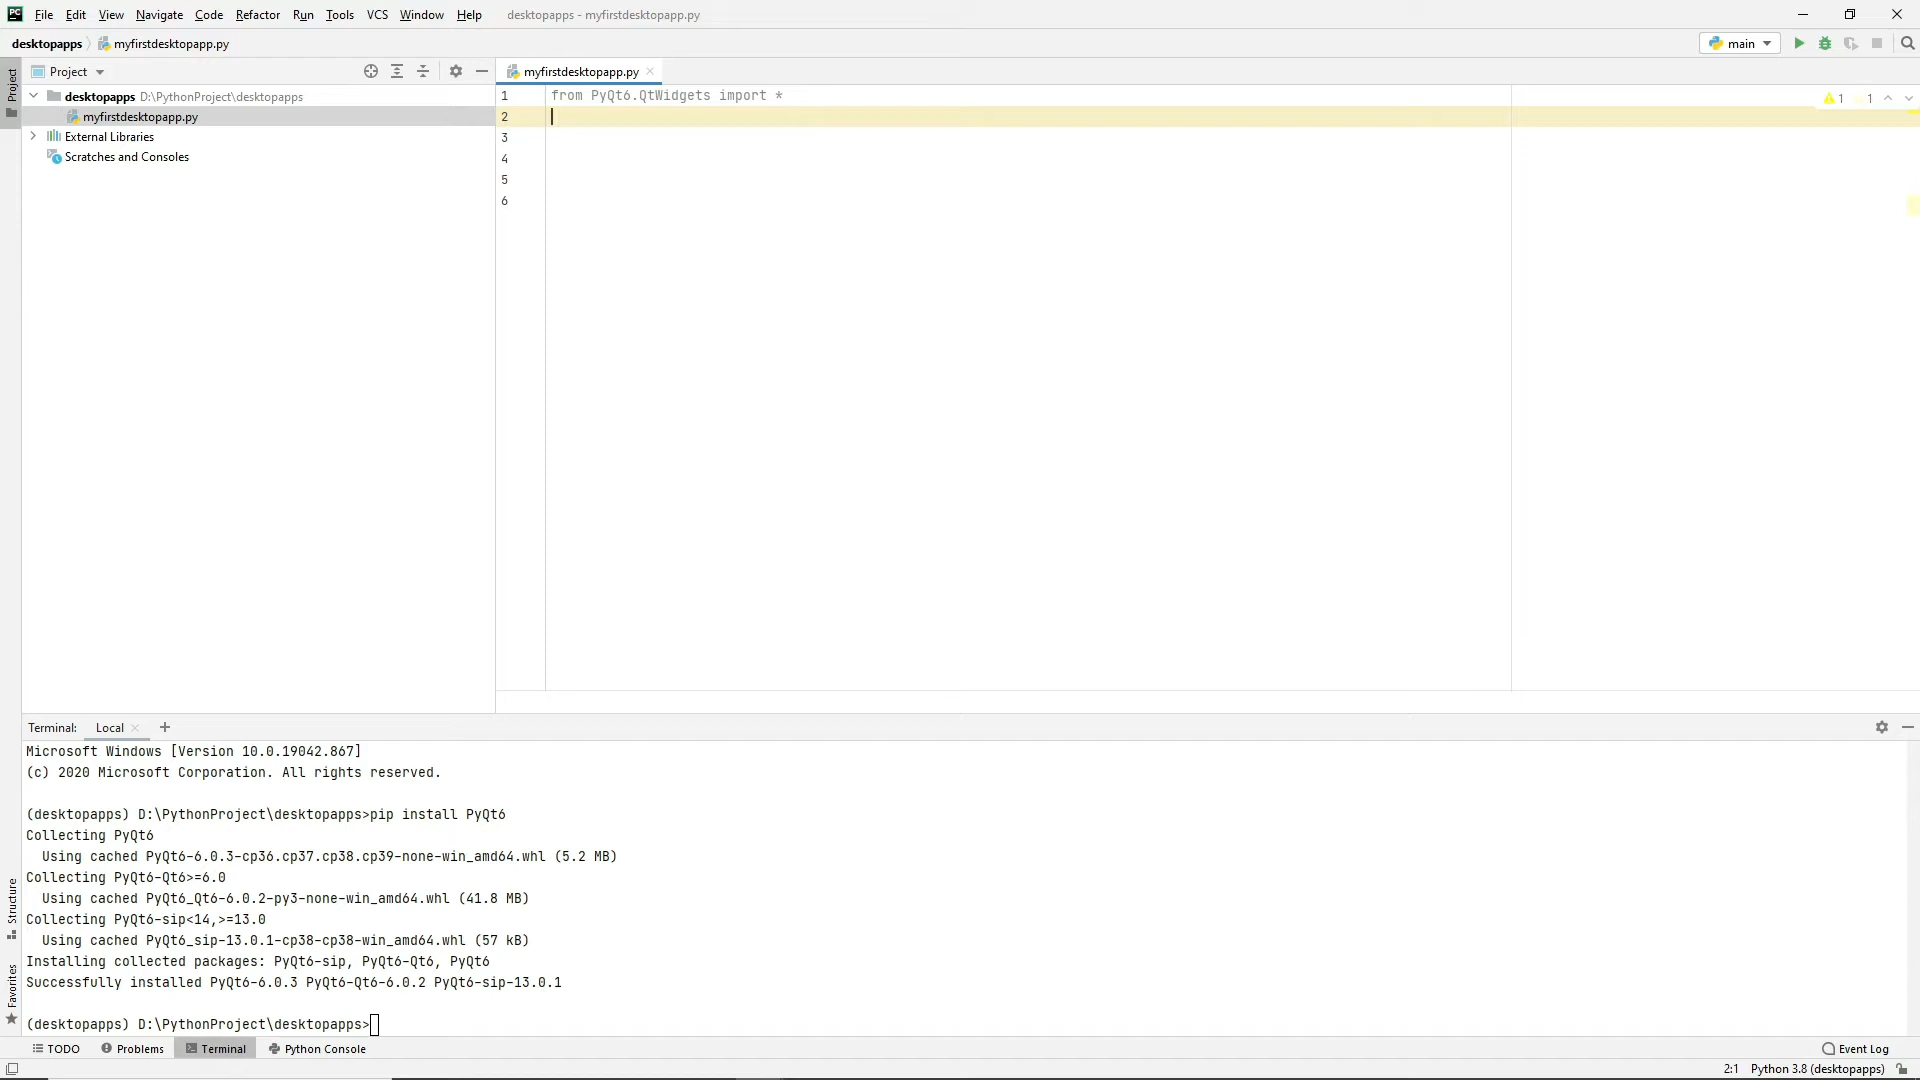 PC File Edit View Navigate Code Refactor Run Tools VCS Window Help desktopapps - myfirstdesktopapp.py
desktopapps myfirstdesktopapp.py main
Project myfirstdesktopapp.py
Project
desktopapps D:\PythonProject\desktopapps
myfirstdesktopapp.py
External Libraries
Scratches and Consoles
1 from PyQt6.QtWidgets import *
2
3
4
5
6
1 1
Terminal: Local
Microsoft Windows [Version 10.0.19042.867]
(c) 2020 Microsoft Corporation. All rights reserved.
(desktopapps) D:\PythonProject\desktopapps>pip install PyQt6
Collecting PyQt6
Using cached PyQt6-6.0.3-cp36.cp37.cp38.cp39-none-win_amd64.whl (5.2 MB)
Collecting PyQt6-Qt6>=6.0
Using cached PyQt6_Qt6-6.0.2-py3-none-win_amd64.whl (41.8 MB)
Collecting PyQt6-sip<14,>=13.0
Using cached PyQt6_sip-13.0.1-cp38-cp38-win_amd64.whl (57 kB)
Installing collected packages: PyQt6-sip, PyQt6-Qt6, PyQt6
Successfully installed PyQt6-6.0.3 PyQt6-Qt6-6.0.2 PyQt6-sip-13.0.1
(desktopapps) D:\PythonProject\desktopapps>
Structure
Favorites
TODO Problems Terminal Python Console Event Log
2:1 Python 3.8 (desktopapps)